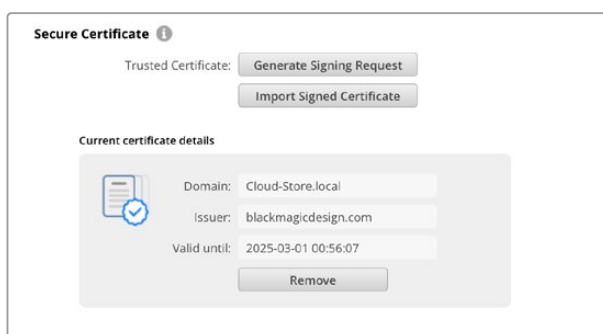 Secure Certificate i
Trusted Certificate: Generate Signing Request
Import Signed Certificate
Current certificate details
Domain: Cloud-Store.local
Issuer: blackmagicdesign.com
Valid until: 2025-03-01 00:56:07
Remove